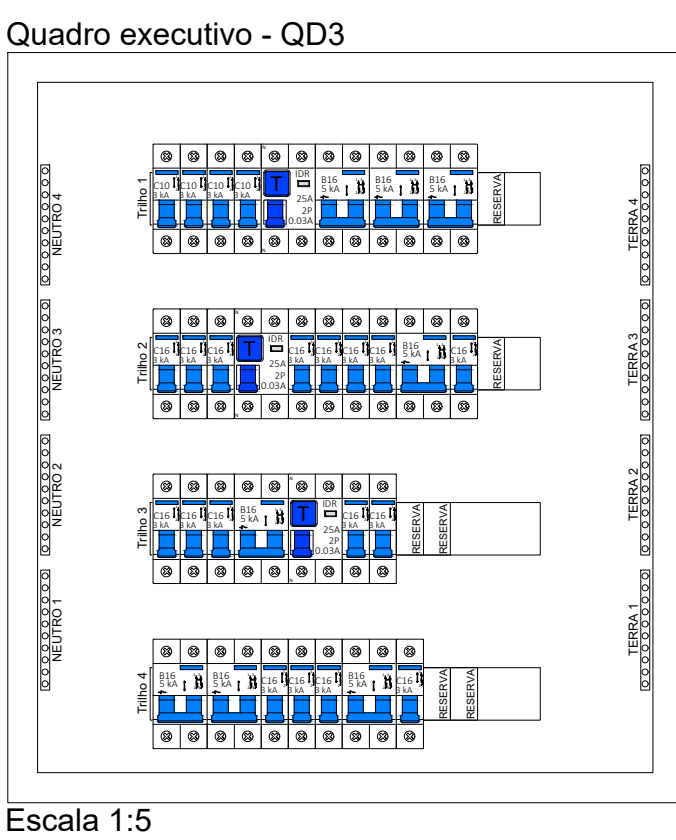 Quadro executivo - QD3
NEUTRO 4
NEUTRO 3
NEUTRO 2
NEUTRO 1
Trilho 1
C10 3 kA
C10 3 kA
C10 3 kA
C10 3 kA
N
T
IDR
25A
2P
0.03A
N
B16 5 kA
B16 5 kA
B16 5 kA
RESERVA
Trilho 2
C16 3 kA
C16 3 kA
C16 3 kA
N
T
IDR
25A
2P
0.03A
N
C16 3 kA
C16 3 kA
C16 3 kA
C16 3 kA
B16 5 kA
C16 3 kA
RESERVA
Trilho 3
C16 3 kA
C16 3 kA
C16 3 kA
B16 5 kA
N
T
IDR
25A
2P
0.03A
N
C16 3 kA
C16 3 kA
RESERVA
RESERVA
Trilho 4
B16 5 kA
B16 5 kA
C16 3 kA
C16 3 kA
C16 3 kA
B16 5 kA
C16 3 kA
RESERVA
RESERVA
TERRA 4
TERRA 3
TERRA 2
TERRA 1
Escala 1:5